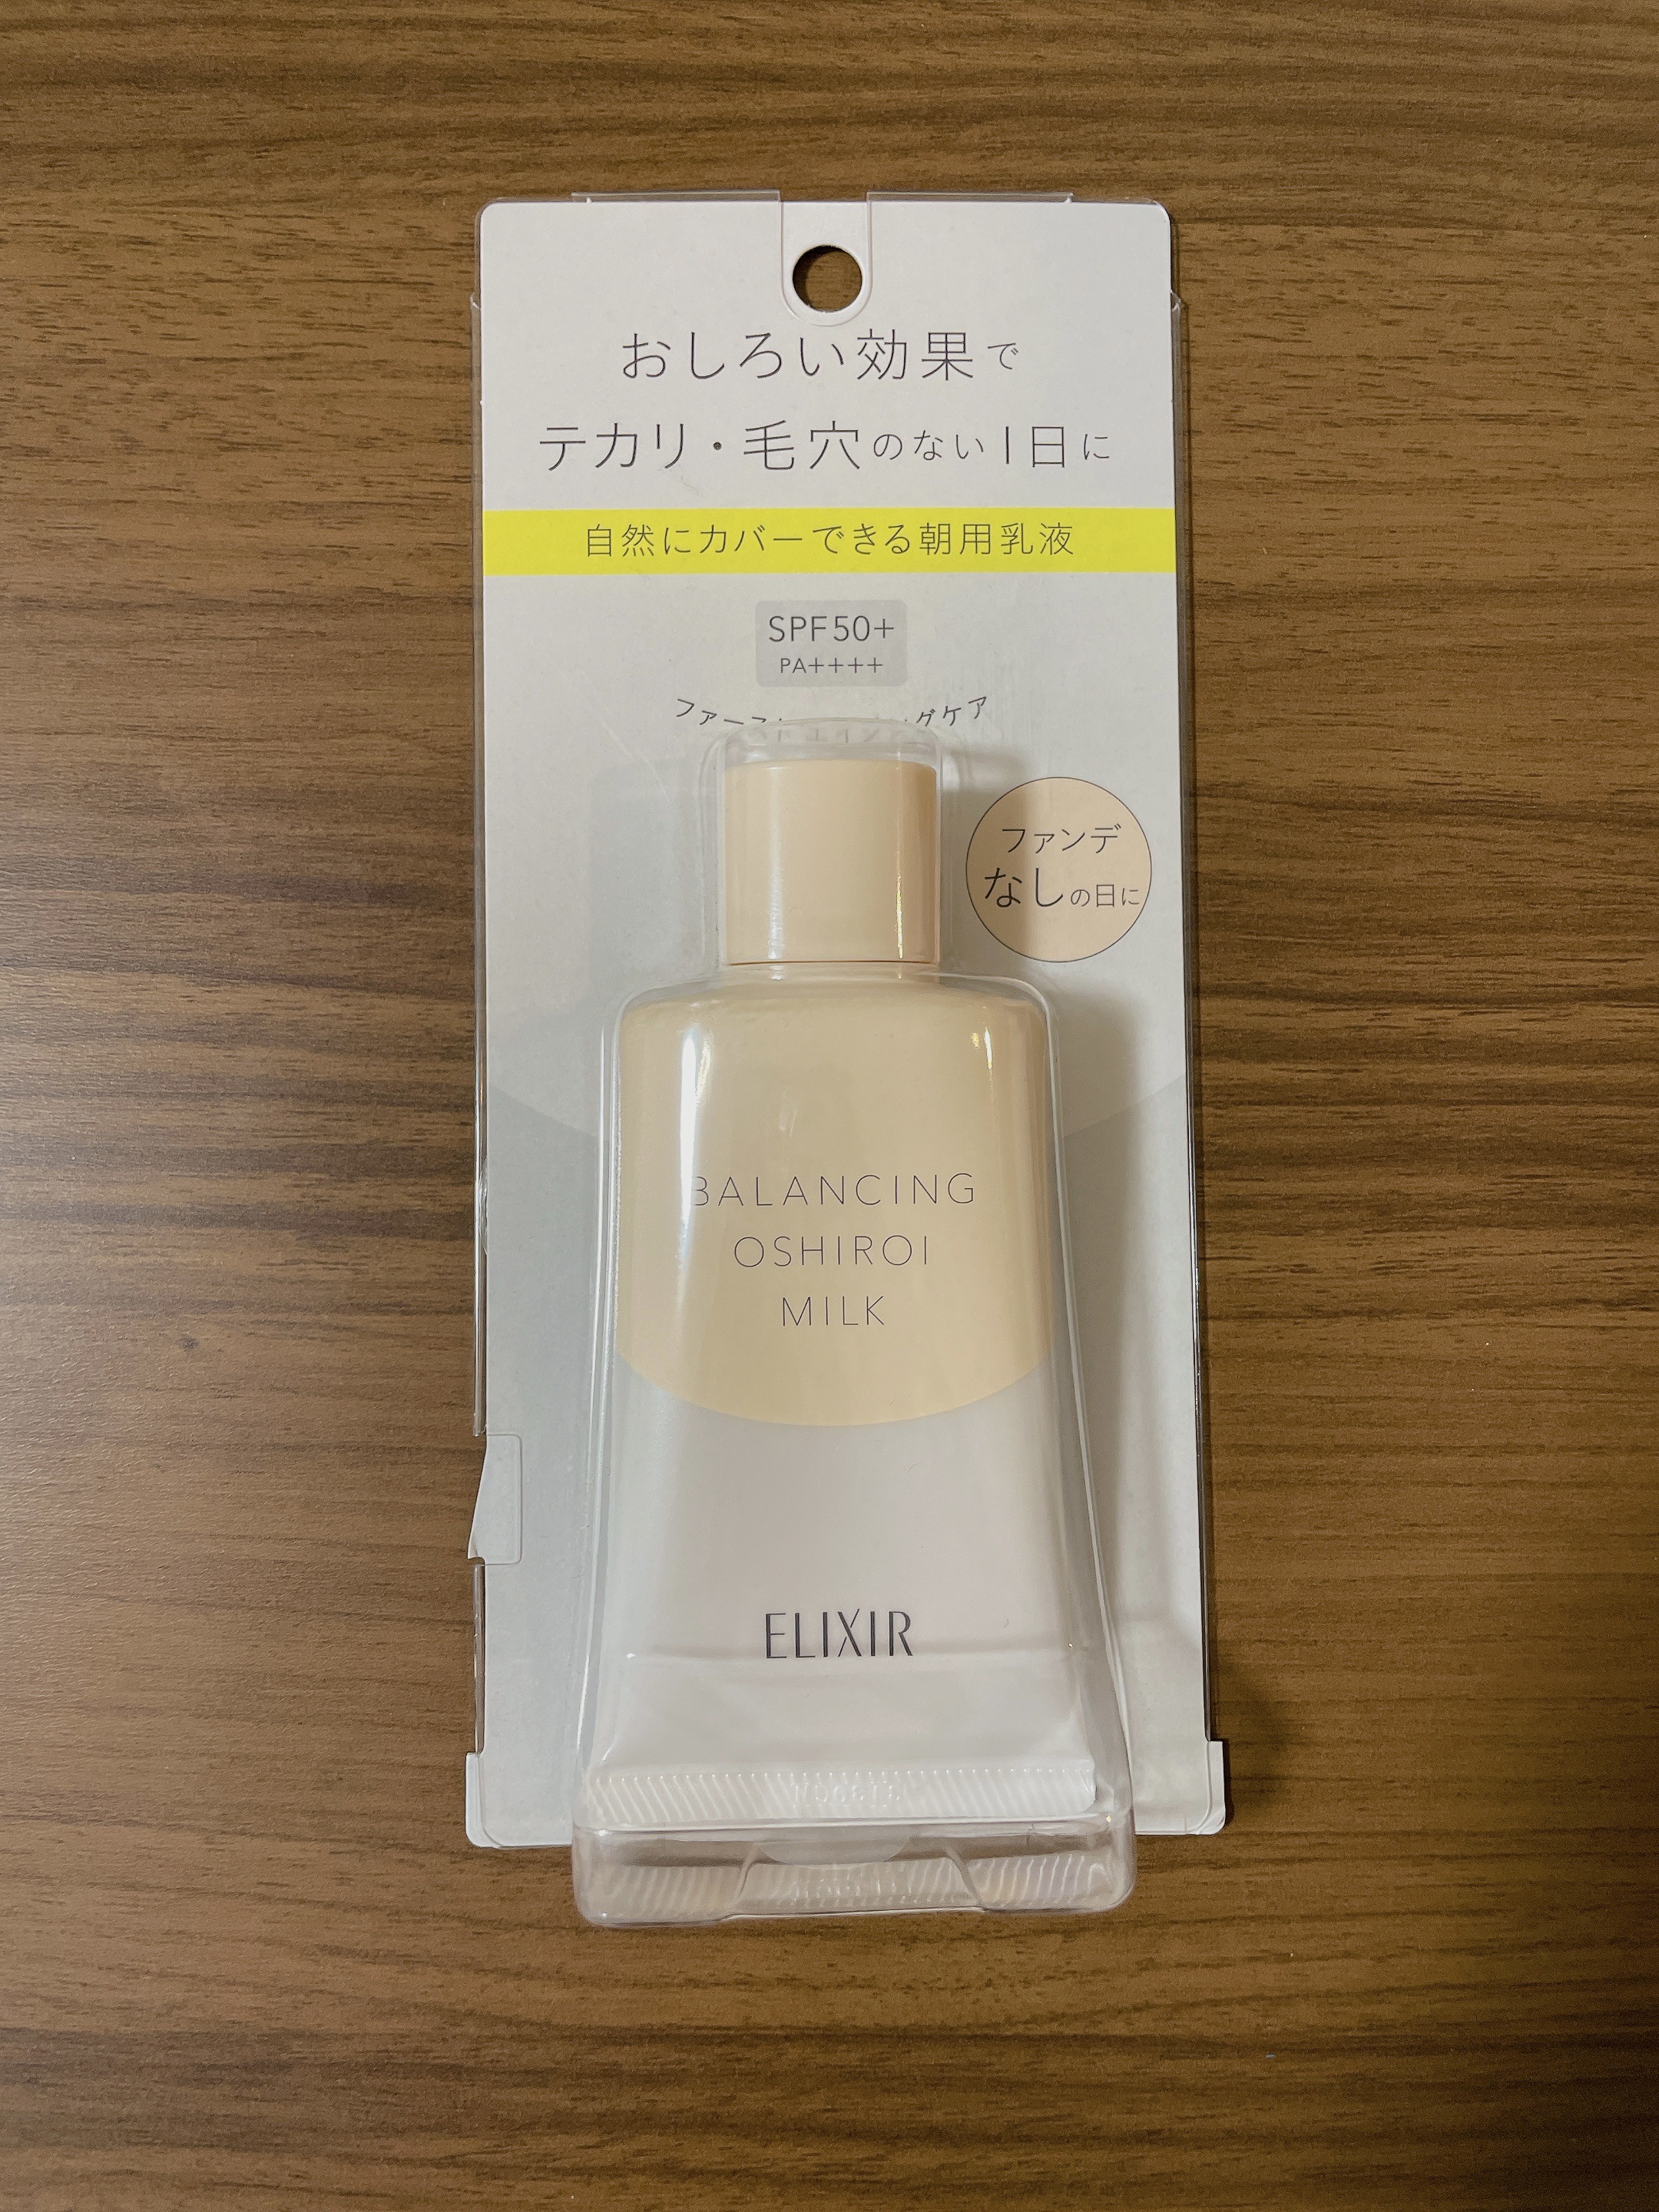 おしろい効果で
テカリ・毛穴のない1日に
自然にカバーできる朝用乳液
SPF50+
PA++++
ファンデ
なしの日に
BALANCING
OSHIROI
MILK
ELIXIR